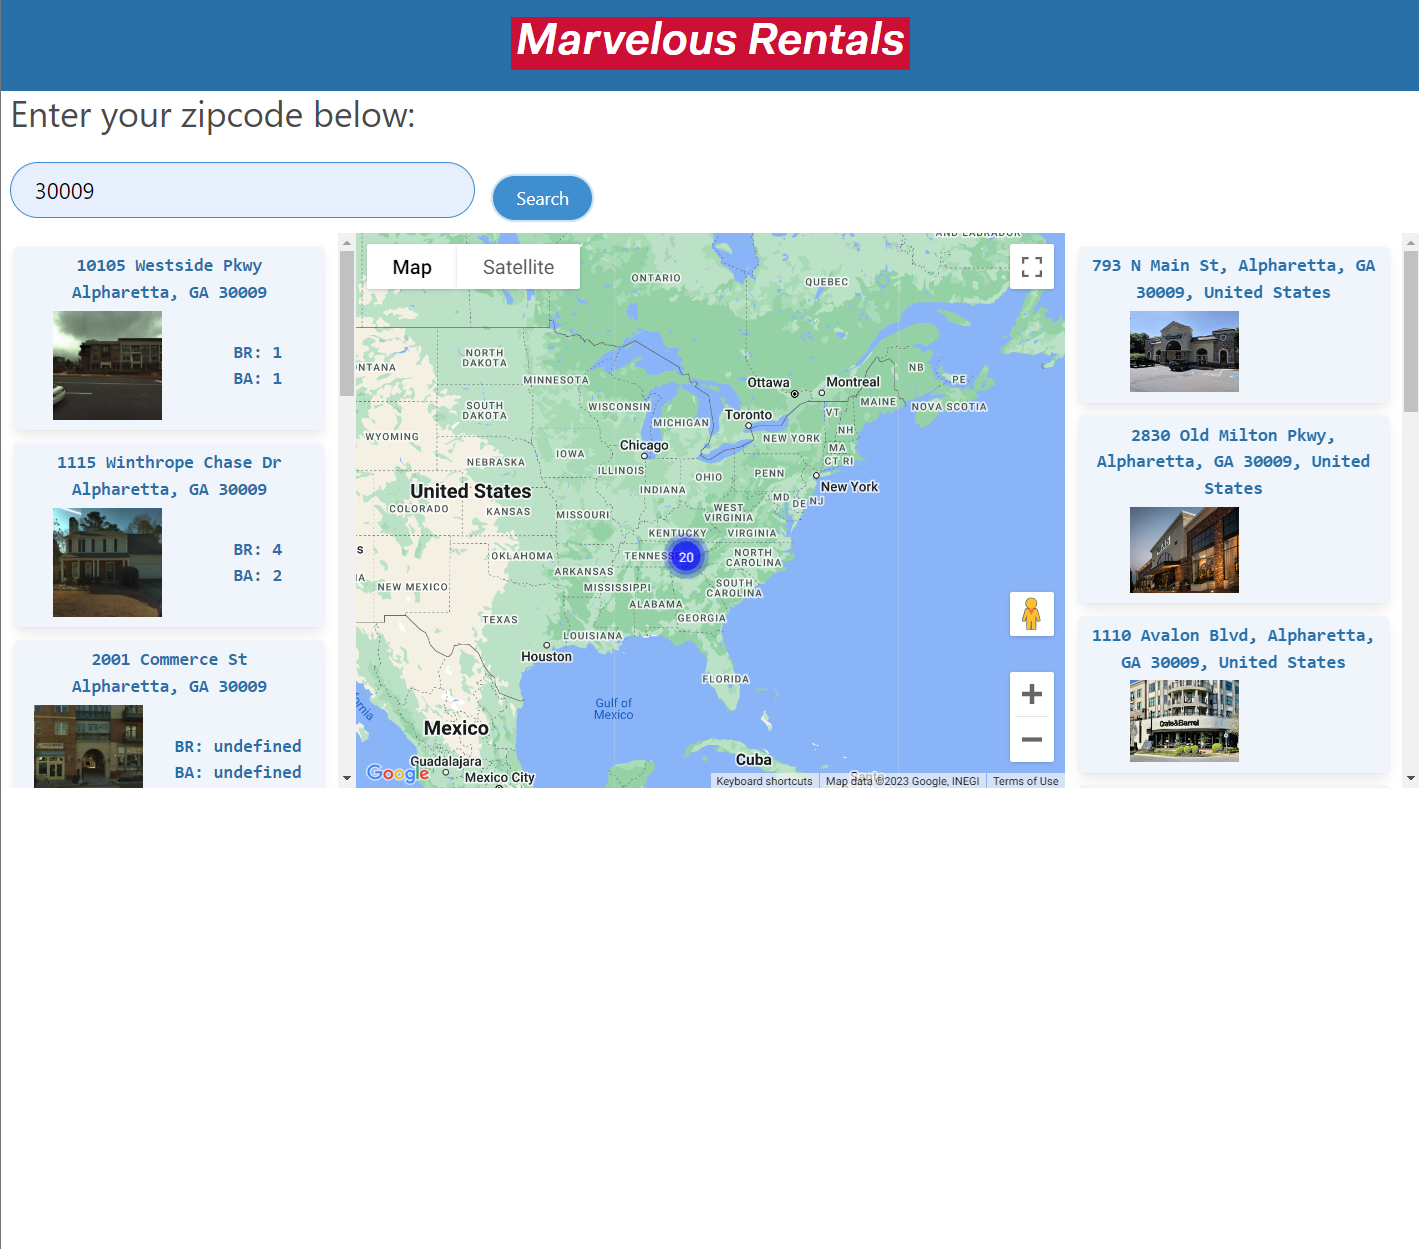 Marvelous Rentals
Enter your zipcode below:
30009
Search
10105 Westside Pkwy
Alpharetta, GA 30009
BR: 1
BA: 1
1115 Winthrope Chase Dr
Alpharetta, GA 30009
BR: 4
BA: 2
2001 Commerce St
Alpharetta, GA 30009
BR: undefined
BA: undefined
Map
Satellite
ONTARIO
QUEBEC
NORTH
DAKOTA
MINNESOTA
SOUTH
DAKOTA
WISCONSIN
MICHIGAN
Ottawa
Montreal
NB
PE
MAINE
NOVA SCOTIA
Toronto
VT
NH
NEW YORK
MA
CT RI
WYOMING
Chicago
IOWA
NEBRASKA
ILLINOIS
INDIANA
OHIO
PENN
New York
MD
DE
NJ
United States
COLORADO
KANSAS
MISSOURI
WEST
VIRGINIA
KENTUCKY
VIRGINIA
OKLAHOMA
20
NORTH
CAROLINA
ARKANSAS
NEW MEXICO
MISSISSIPPI
SOUTH
CAROLINA
ALABAMA
TEXAS
GEORGIA
LOUISIANA
Houston
FLORIDA
Gulf of
Mexico
Mexico
Guadalajara
Mexico City
Cuba
Google
Keyboard shortcuts
Map data ©2023 Google, INEGI
Terms of Use
793 N Main St, Alpharetta, GA
30009, United States
2830 Old Milton Pkwy,
Alpharetta, GA 30009, United
States
1110 Avalon Blvd, Alpharetta,
GA 30009, United States
Crate&Barrel